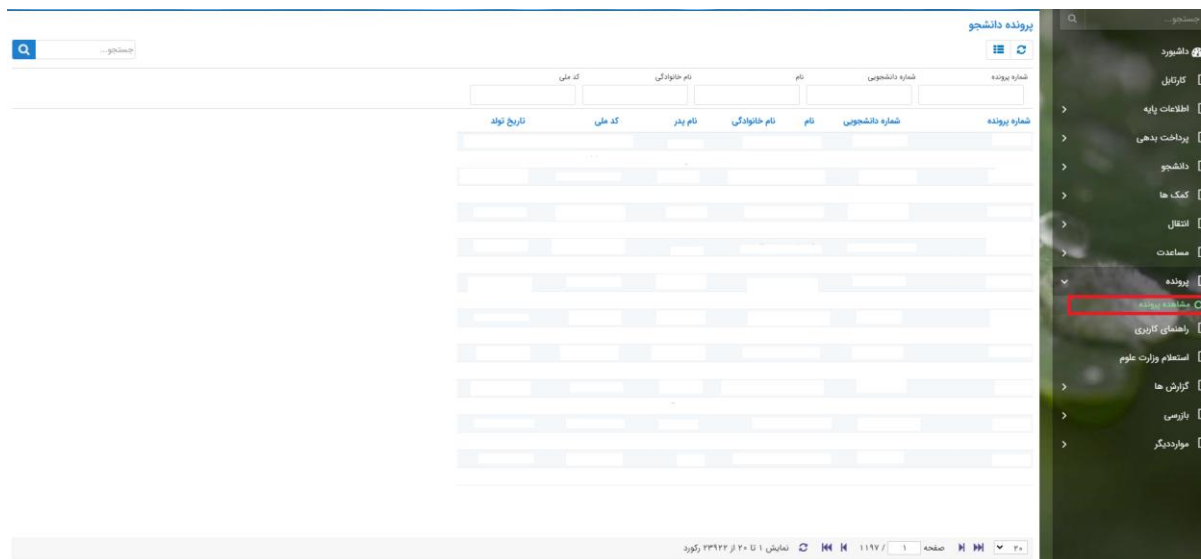 پرونده دانشجو
جستجو...
شماره پرونده
شماره دانشجویی
نام
نام خانوادگی
کد ملی
شماره پرونده
شماره دانشجویی
نام
نام خانوادگی
نام پدر
کد ملی
تاریخ تولد
۲۰
صفحه ۱ / ۱۱۹۷
نمایش ۱ تا ۲۰ از ۲۳۹۲۲ رکورد
جستجو...
داشبورد
کارتابل
اطلاعات پایه
پرداخت بدهی
دانشجو
کمک ها
انتقال
مساعدت
پرونده
مشاهده پرونده
راهنمای کاربری
استعلام وزارت علوم
گزارش ها
بازرسی
مورارددیگر